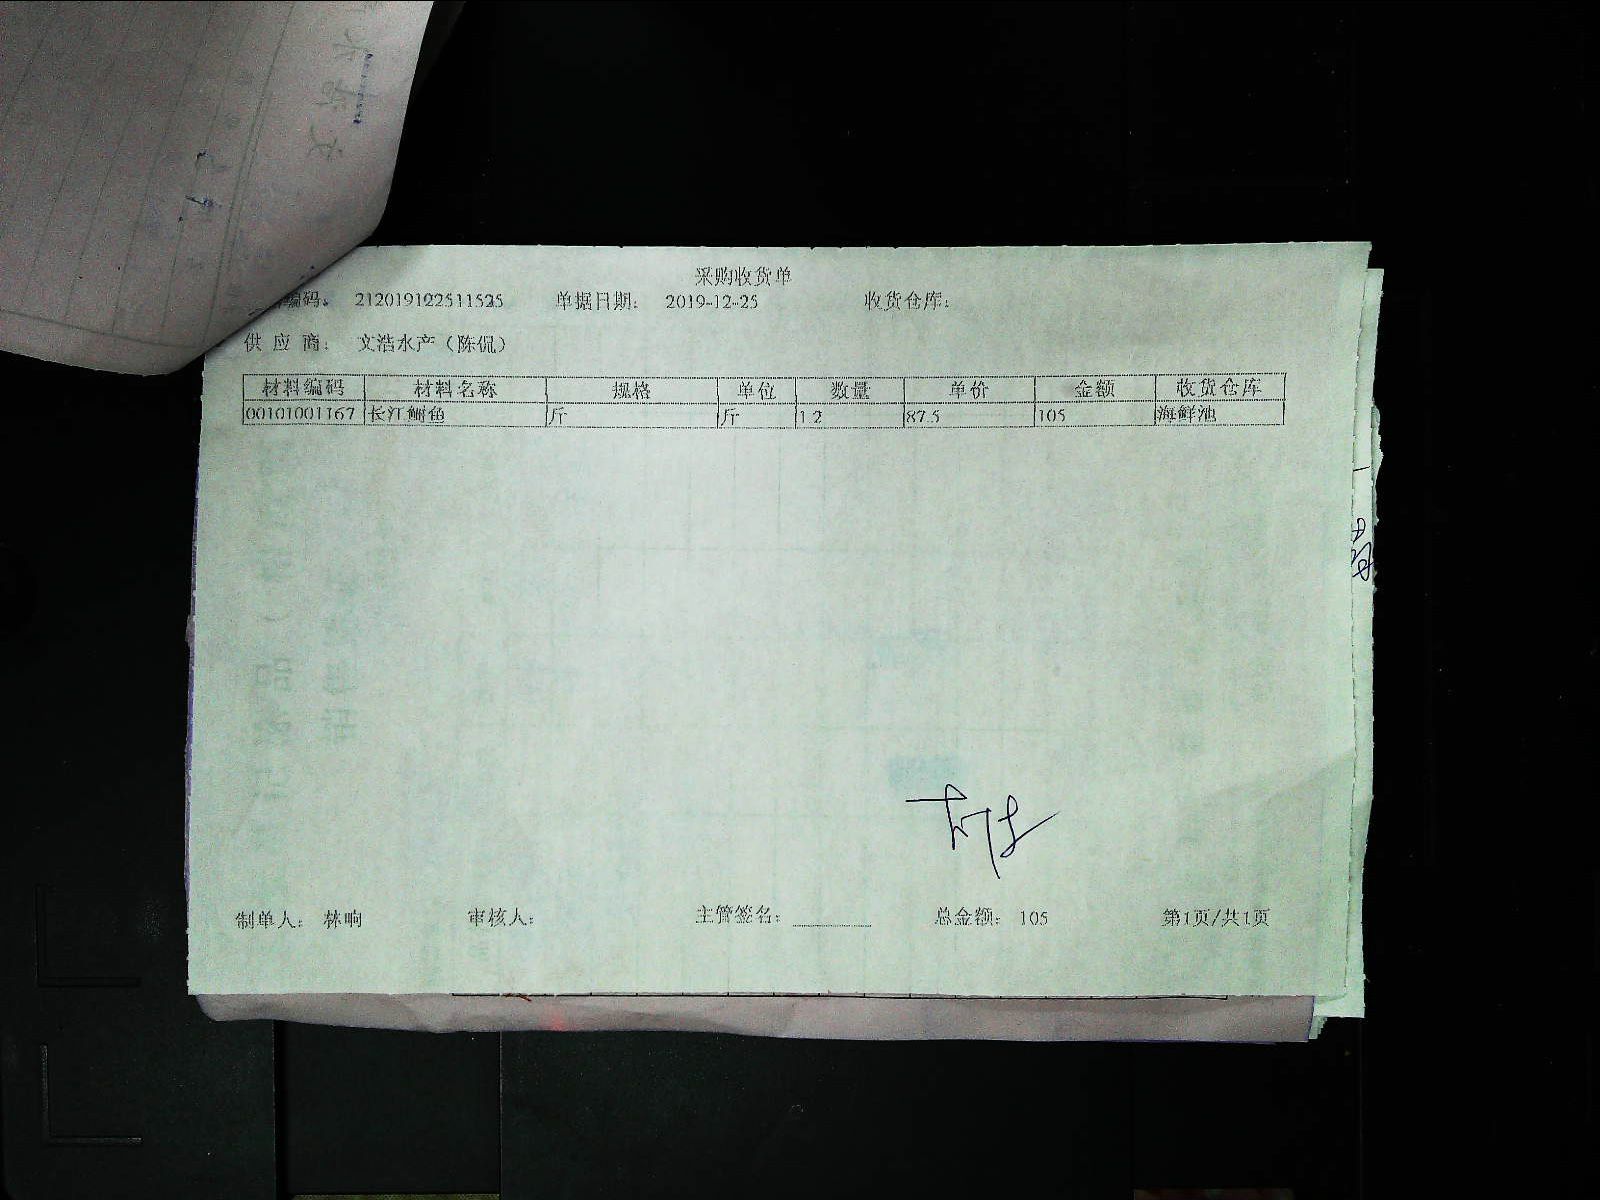 采购收货单
编码: 212019122511525 单据日期: 2019-12-25 收货仓库:
供应商: 文浩水产(陈侃)
材料编码 材料名称 规格 单位 数量 单价 金额 收货仓库
00101001167 长江鮰鱼 斤 斤 1.2 87.5 105 海鲜池
制单人: 林响 审核人: 主管签名: 总金额: 105 第1页/共1页